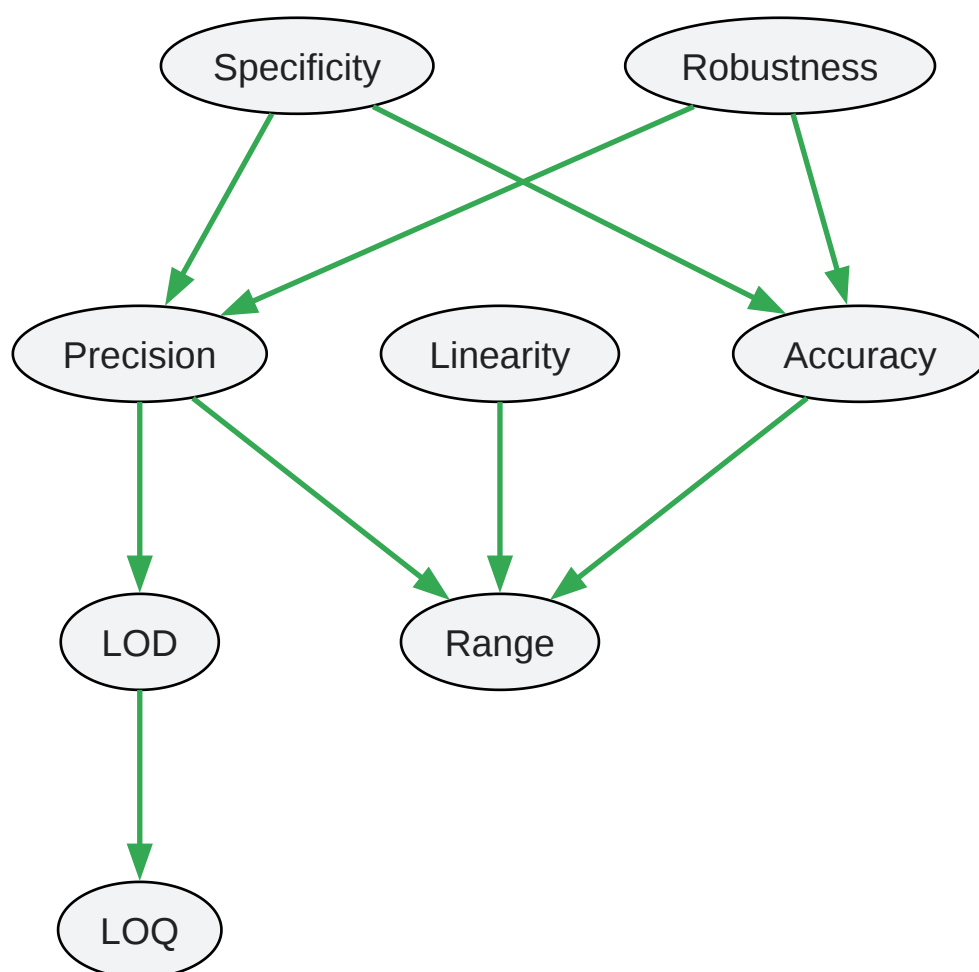 Specificity
Robustness
Precision
Linearity
Accuracy
LOD
Range
LOQ